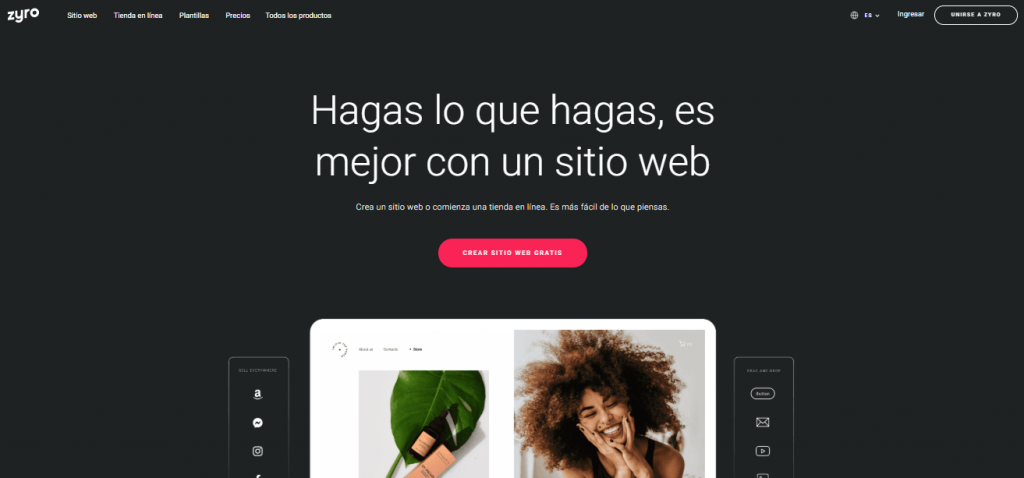 zyro
Sitio web
Tienda en línea
Plantillas
Precios
Todos los productos
ES
Ingresar
UNIRSE A ZYRO
Hagas lo que hagas, es
mejor con un sitio web
Crea un sitio web o comienza una tienda en línea. Es más fácil de lo que piensas.
CREAR SITIO WEB GRATIS
SELL EVERYWHERE
About us
Contacts
Store
DRAG AND DROP
Button